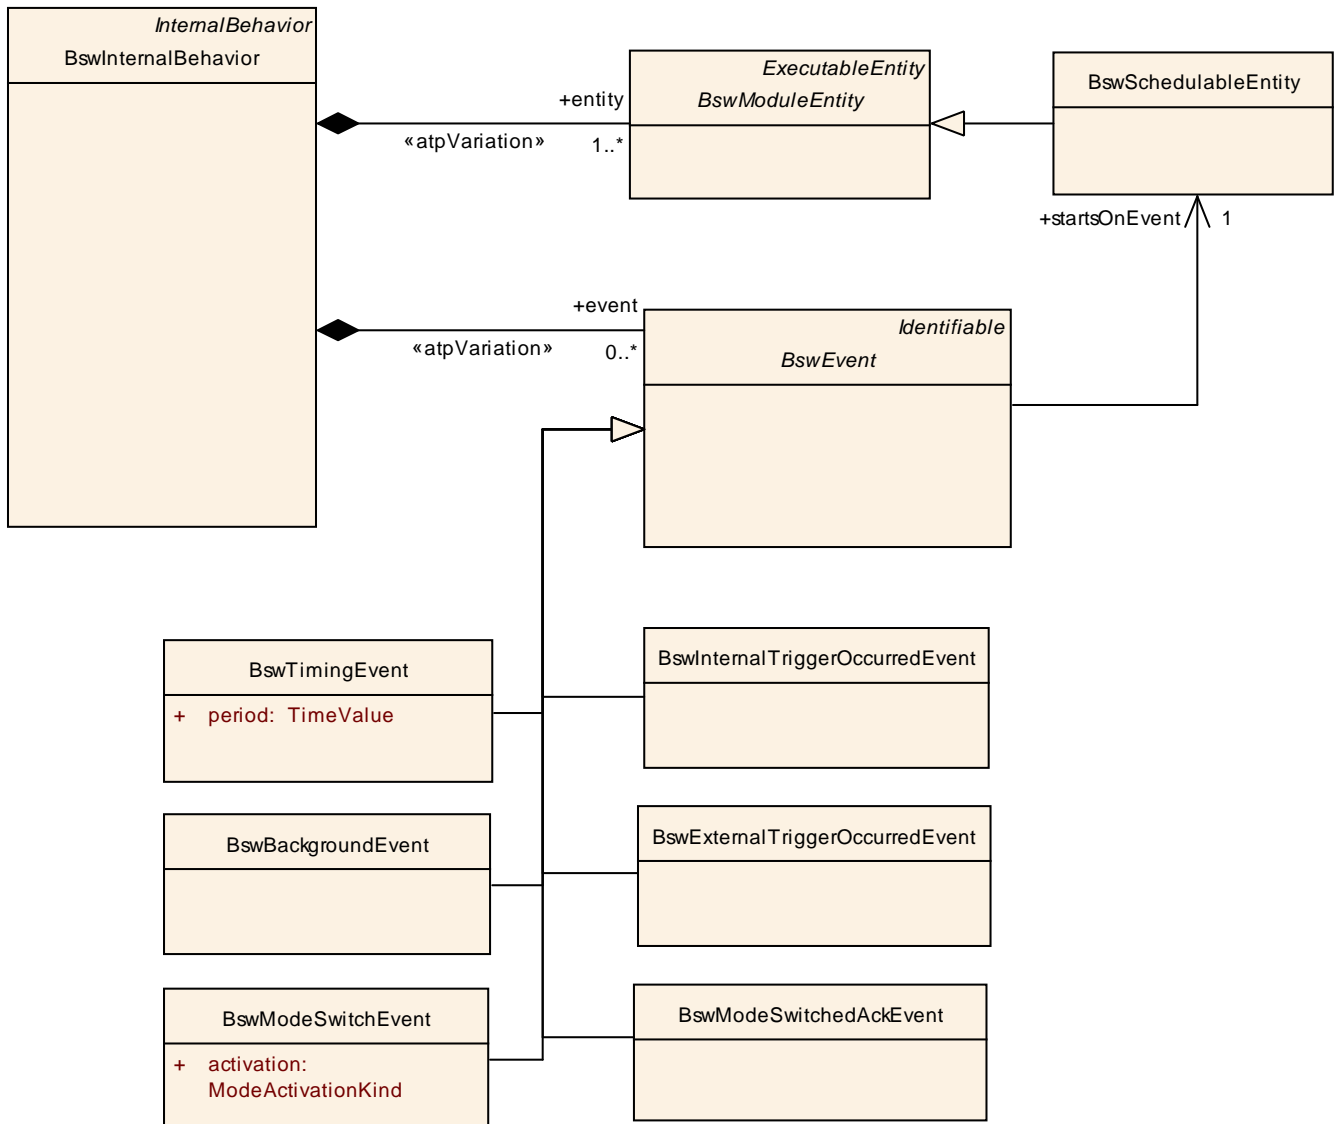 InternalBehavior
BswInternalBehavior
ExecutableEntity
BswModuleEntity
BswSchedulableEntity
+entity
«atpVariation» 1..*
+startsOnEvent 1
+event
«atpVariation» 0..*
Identifiable
BswEvent
BswTimingEvent
+ period: TimeValue
BswInternalTriggerOccurredEvent
BswBackgroundEvent
BswExternalTriggerOccurredEvent
BswModeSwitchEvent
+ activation:
ModeActivationKind
BswModeSwitchedAckEvent